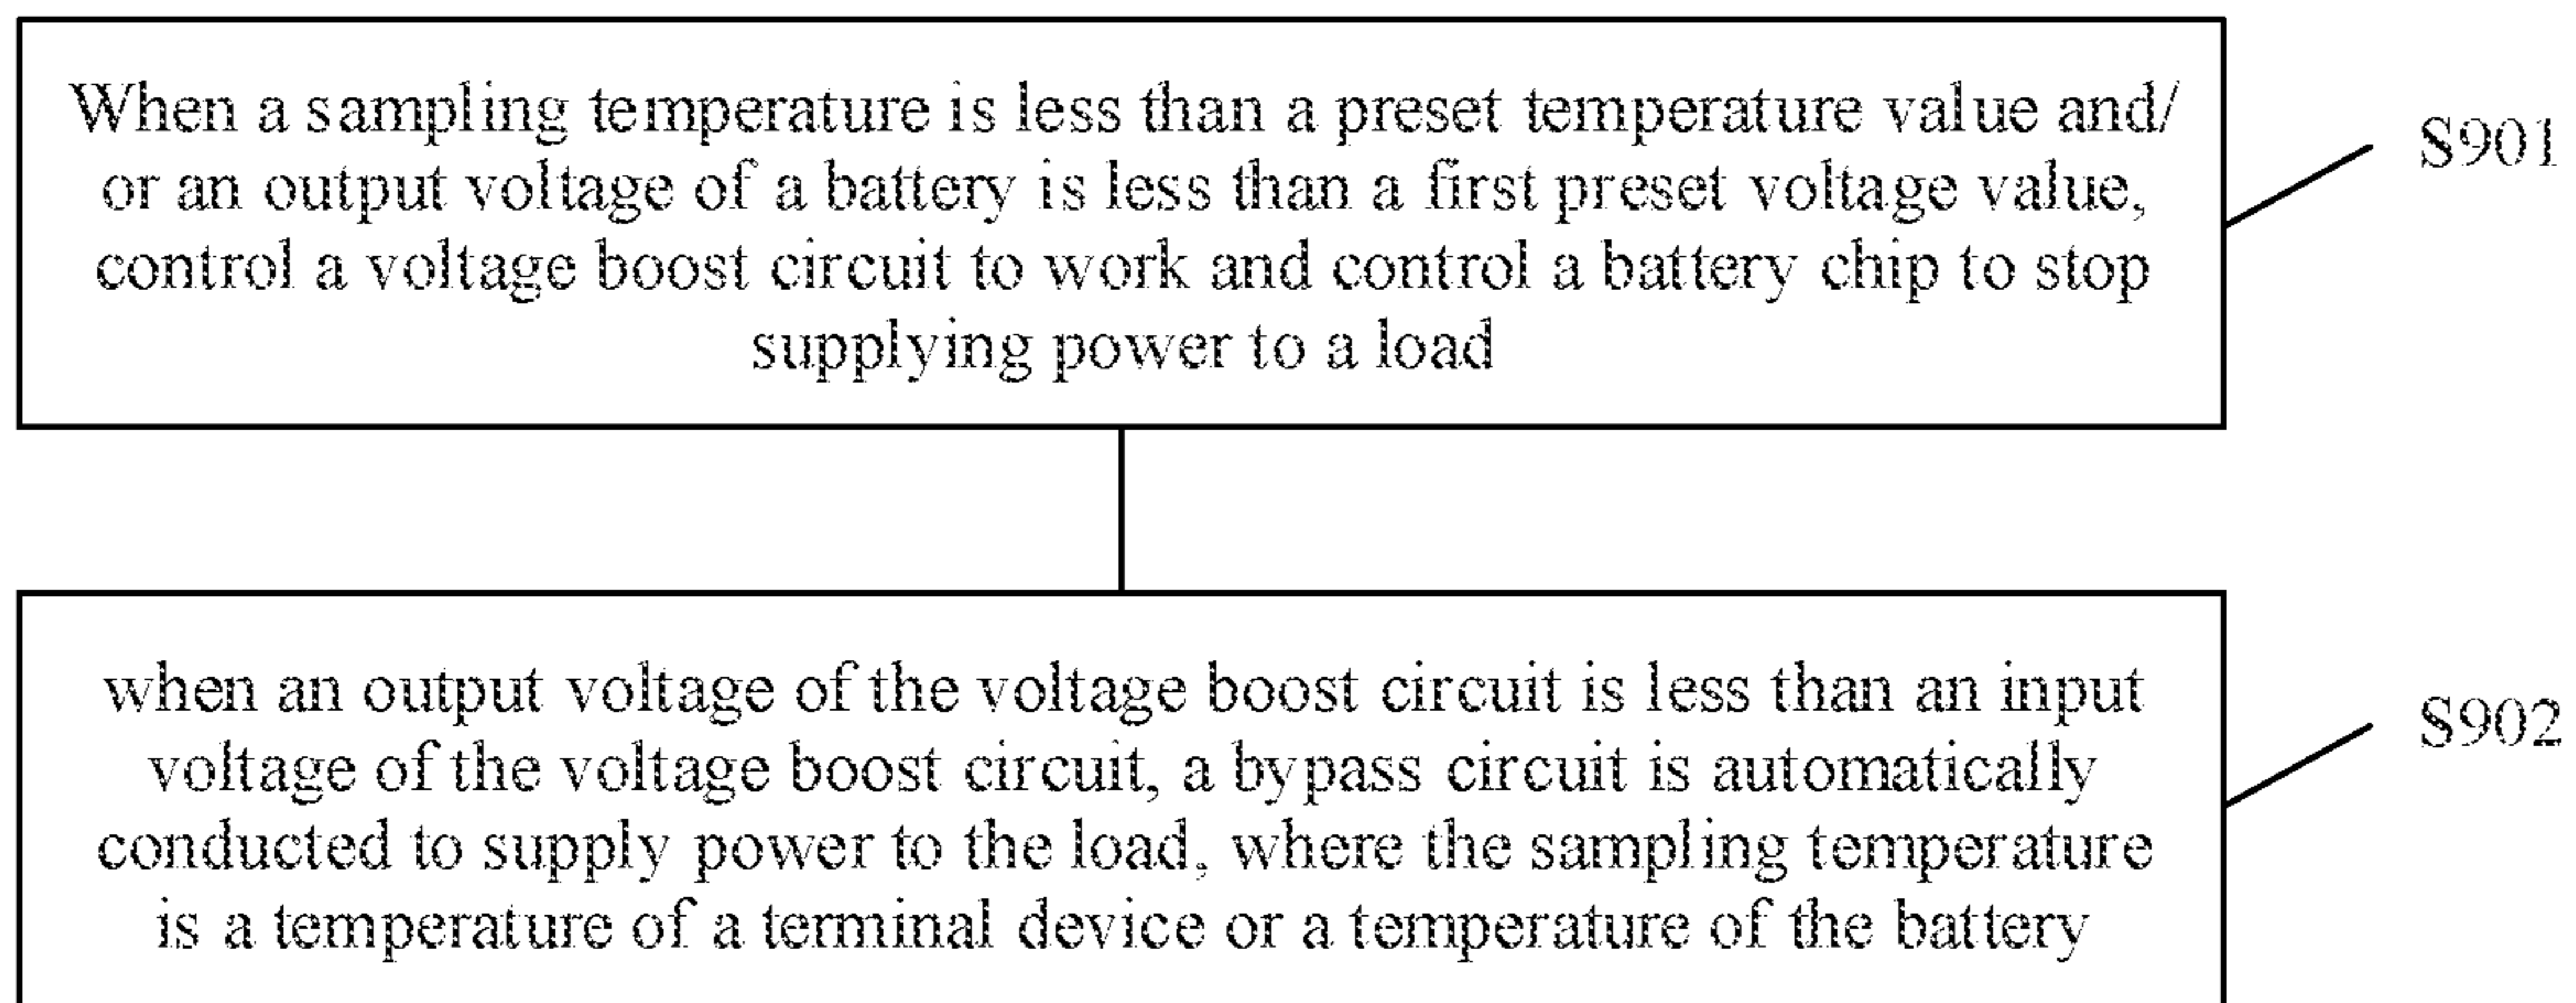 When a sampling temperature is less than a preset temperature value and/
or an output voltage of a battery is less than a first preset voltage value,
control a voltage boost circuit to work and control a battery chip to stop
supplying power to a load
S901
when an output voltage of the voltage boost circuit is less than an input
voltage of the voltage boost circuit, a bypass circuit is automatically
conducted to supply power to the load, where the sampling temperature
is a temperature of a terminal device or a temperature of the battery
S902